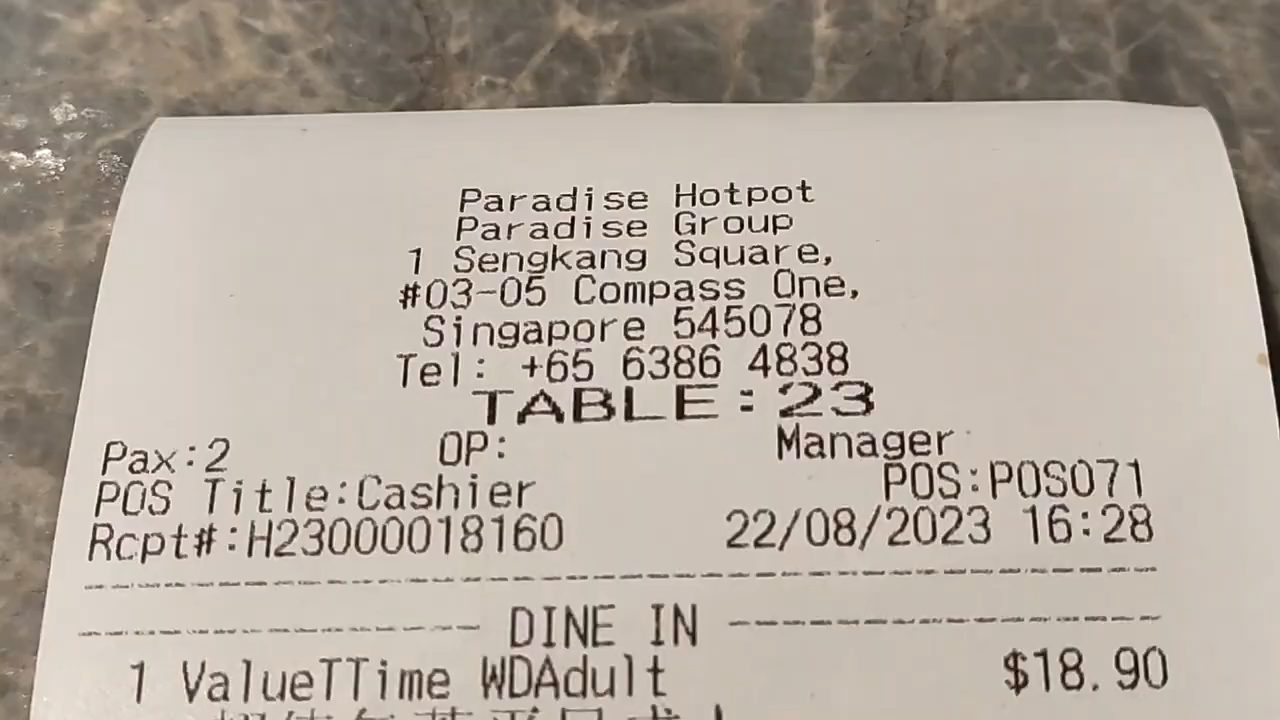 Paradise Hotpot
Paradise Group
1 Sengkang Square,
#03-05 Compass One,
Singapore 545078
Tel: +65 6386 4838
TABLE:23
Pax:2 OP: Manager
POS Title:Cashier POS:POS071
Rcpt#:H23000018160 22/08/2023 16:28
DINE IN
1 ValueTTime WDAdult $18.90